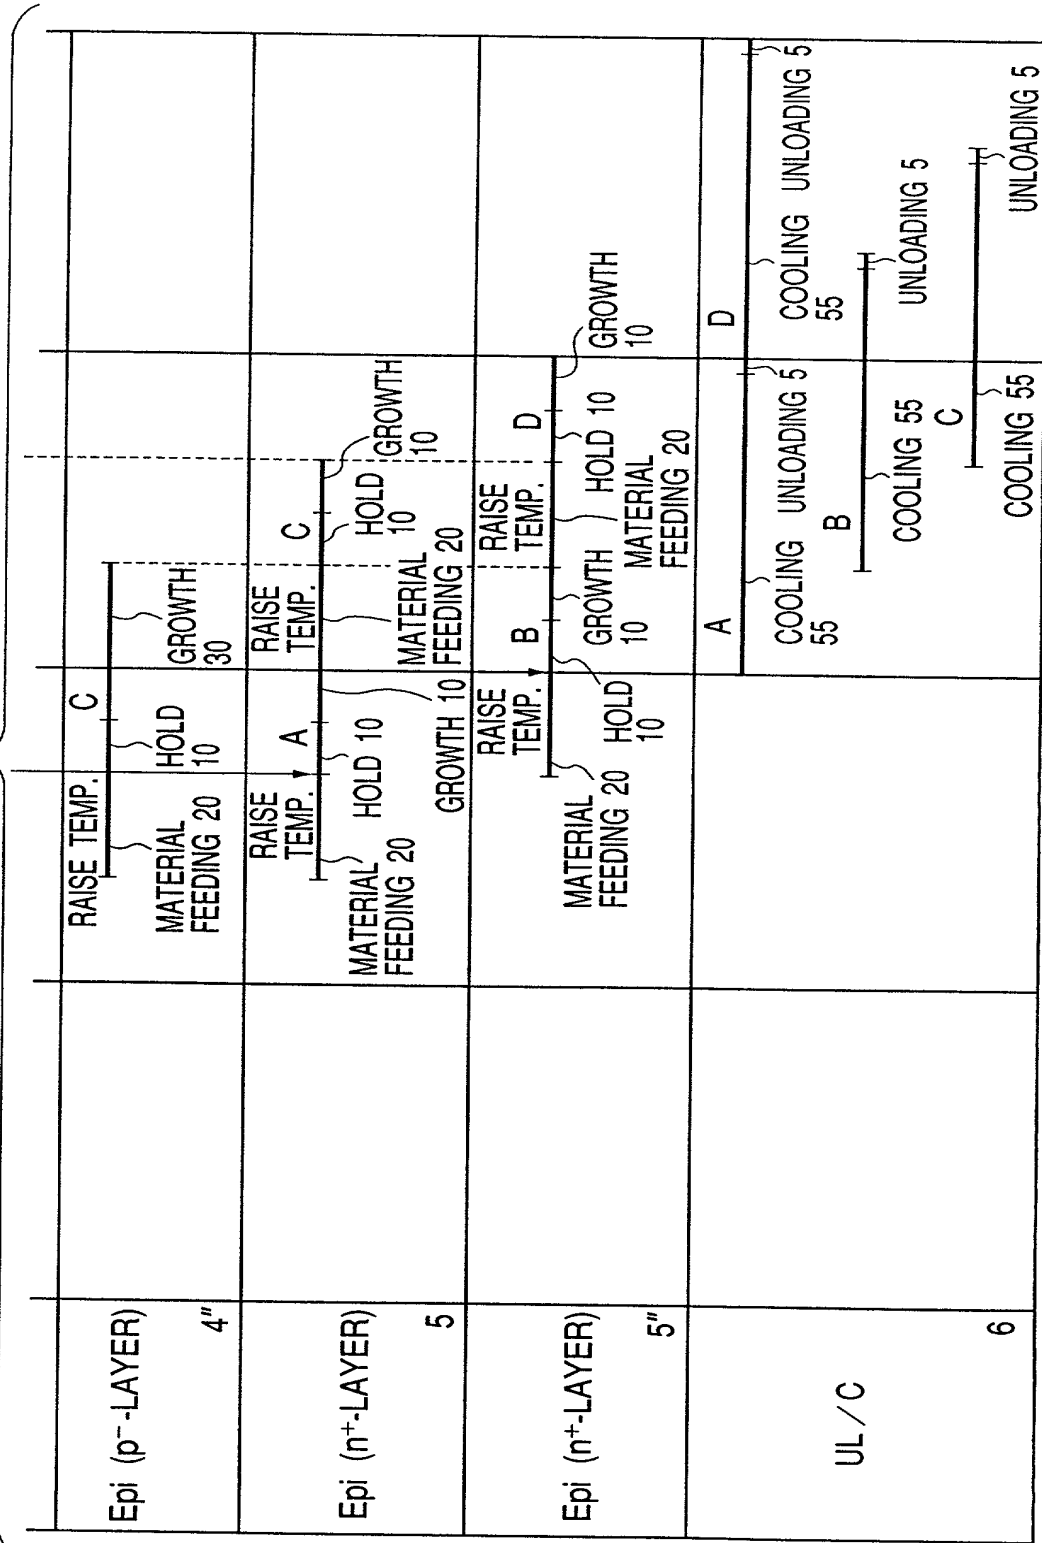 Epi (p⁻-LAYER)
4"
RAISE TEMP.
C
MATERIAL
FEEDING 20
HOLD
10
GROWTH
30
Epi (n⁺-LAYER)
5
RAISE
TEMP.
A
RAISE
TEMP.
C
MATERIAL
FEEDING 20
HOLD 10
GROWTH 10
MATERIAL
FEEDING 20
HOLD
10
GROWTH
10
Epi (n⁺-LAYER)
5"
RAISE
TEMP.
B
RAISE
TEMP.
D
MATERIAL
FEEDING 20
HOLD
10
GROWTH
10
MATERIAL
FEEDING 20
HOLD 10
GROWTH
10
UL/C
6
A
D
COOLING
55
UNLOADING 5
COOLING
55
UNLOADING 5
B
COOLING 55
UNLOADING 5
C
COOLING 55
UNLOADING 5